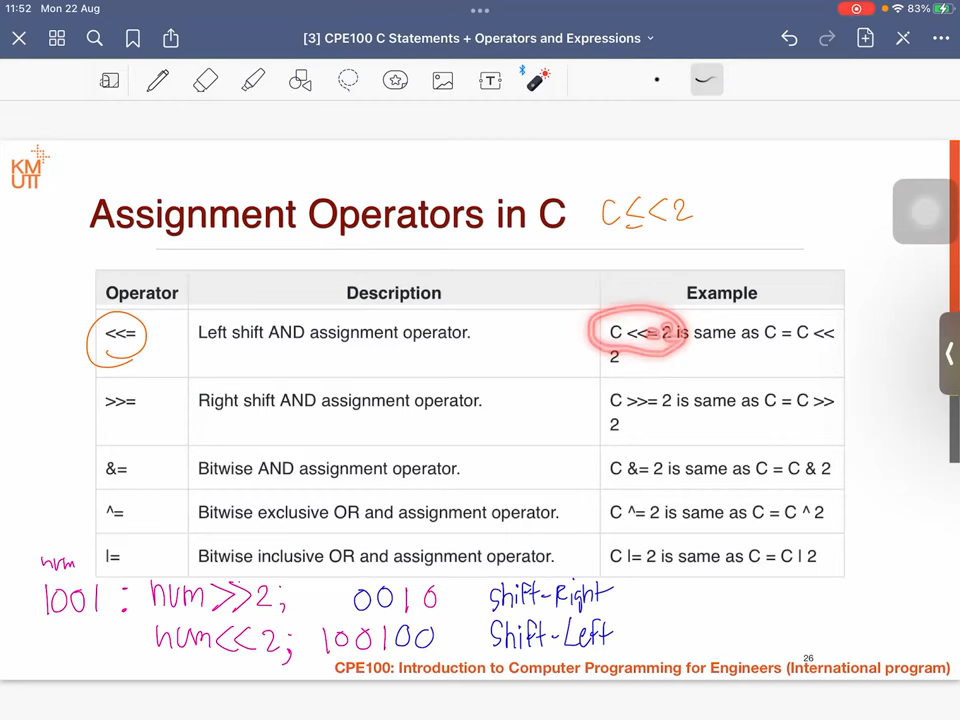 11:52 Mon 22 Aug 83%
[3] CPE100 C Statements + Operators and Expressions
T
KM
UTT
Assignment Operators in C C≤<2
Operator Description Example
<<= Left shift AND assignment operator. C <<= 2 is same as C = C <<
2
>>= Right shift AND assignment operator. C >>= 2 is same as C = C >>
2
&= Bitwise AND assignment operator. C &= 2 is same as C = C & 2
^= Bitwise exclusive OR and assignment operator. C ^= 2 is same as C = C ^ 2
|= Bitwise inclusive OR and assignment operator. C |= 2 is same as C = C | 2
num
1001 : num>>2; 0010 Shift-Right
num<<2; 100100 Shift-Left
26
CPE100: Introduction to Computer Programming for Engineers (International program)